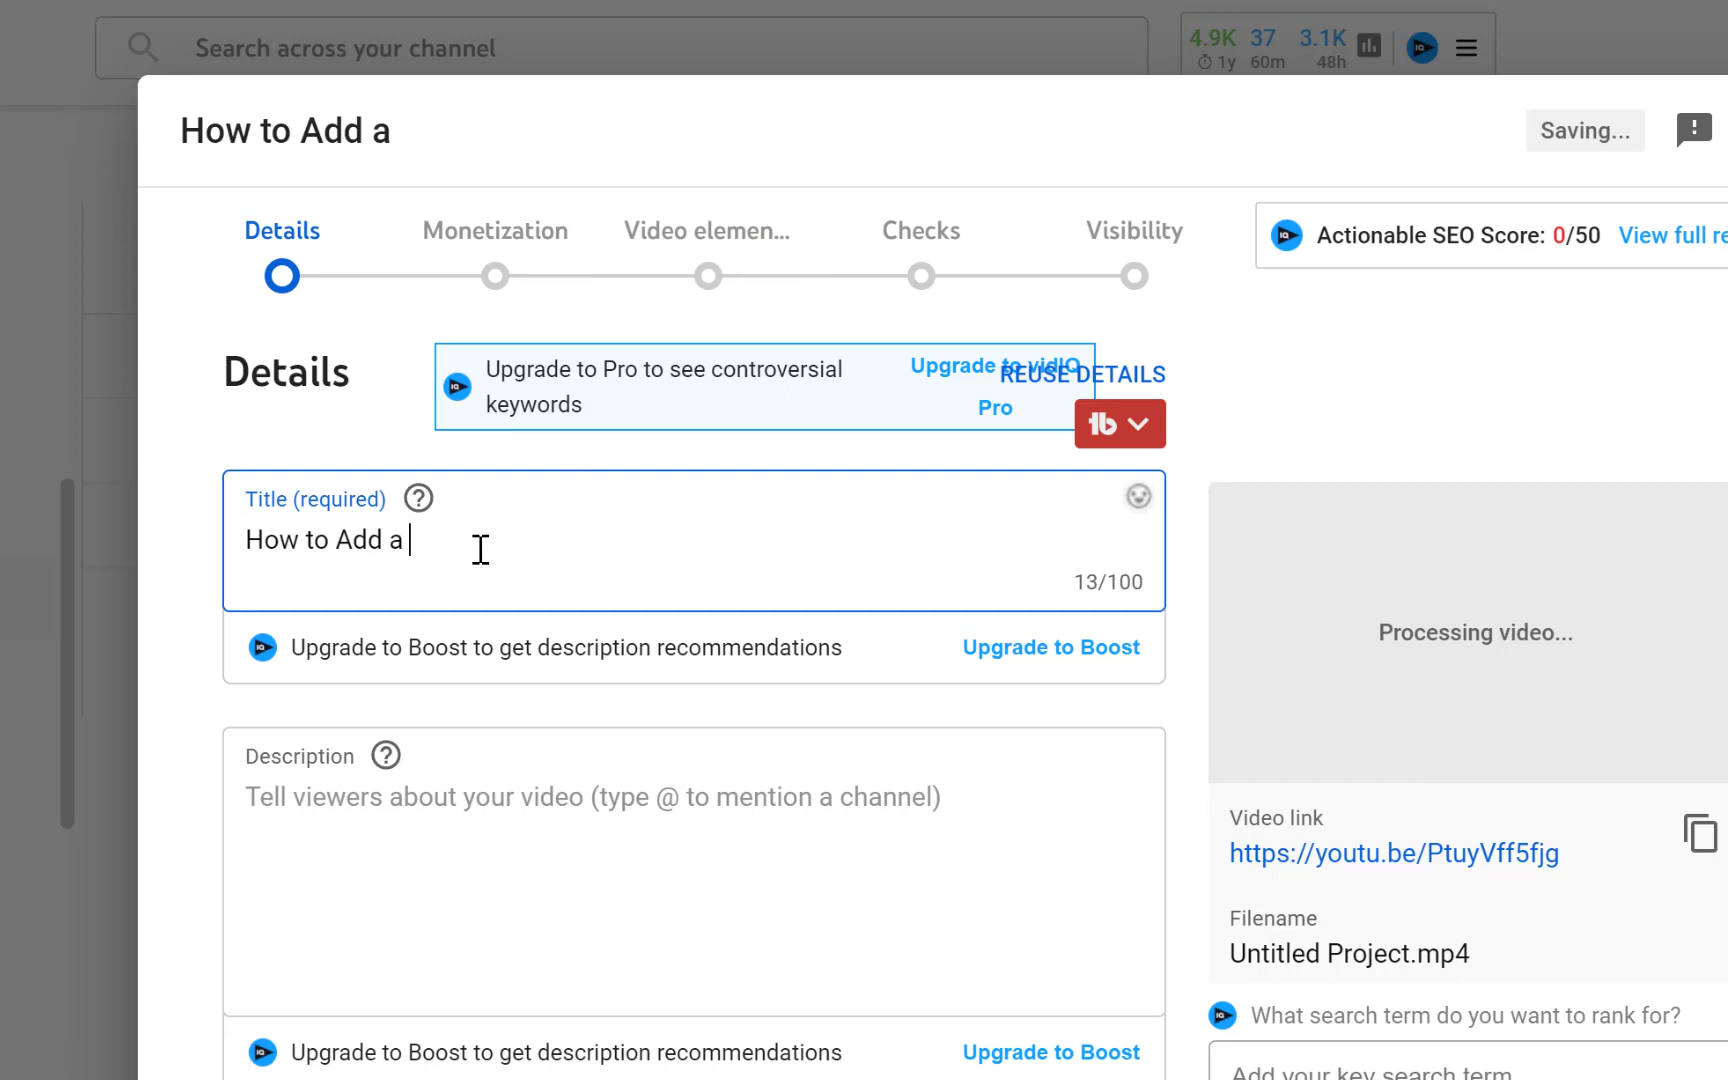 Search across your channel
4.9K 37 3.1K
1y 60m 48h
How to Add a
Saving...
Details Monetization Video elemen... Checks Visibility
Actionable SEO Score: 0/50 View full re
Details
Upgrade to Pro to see controversial
keywords
Upgrade to vidIQ
Pro
REUSE DETAILS
tb
Title (required)
How to Add a
13/100
Upgrade to Boost to get description recommendations Upgrade to Boost
Processing video...
Description
Tell viewers about your video (type @ to mention a channel)
Video link
https://youtu.be/PtuyVff5fjg
Filename
Untitled Project.mp4
What search term do you want to rank for?
Upgrade to Boost to get description recommendations Upgrade to Boost
Add your key search term